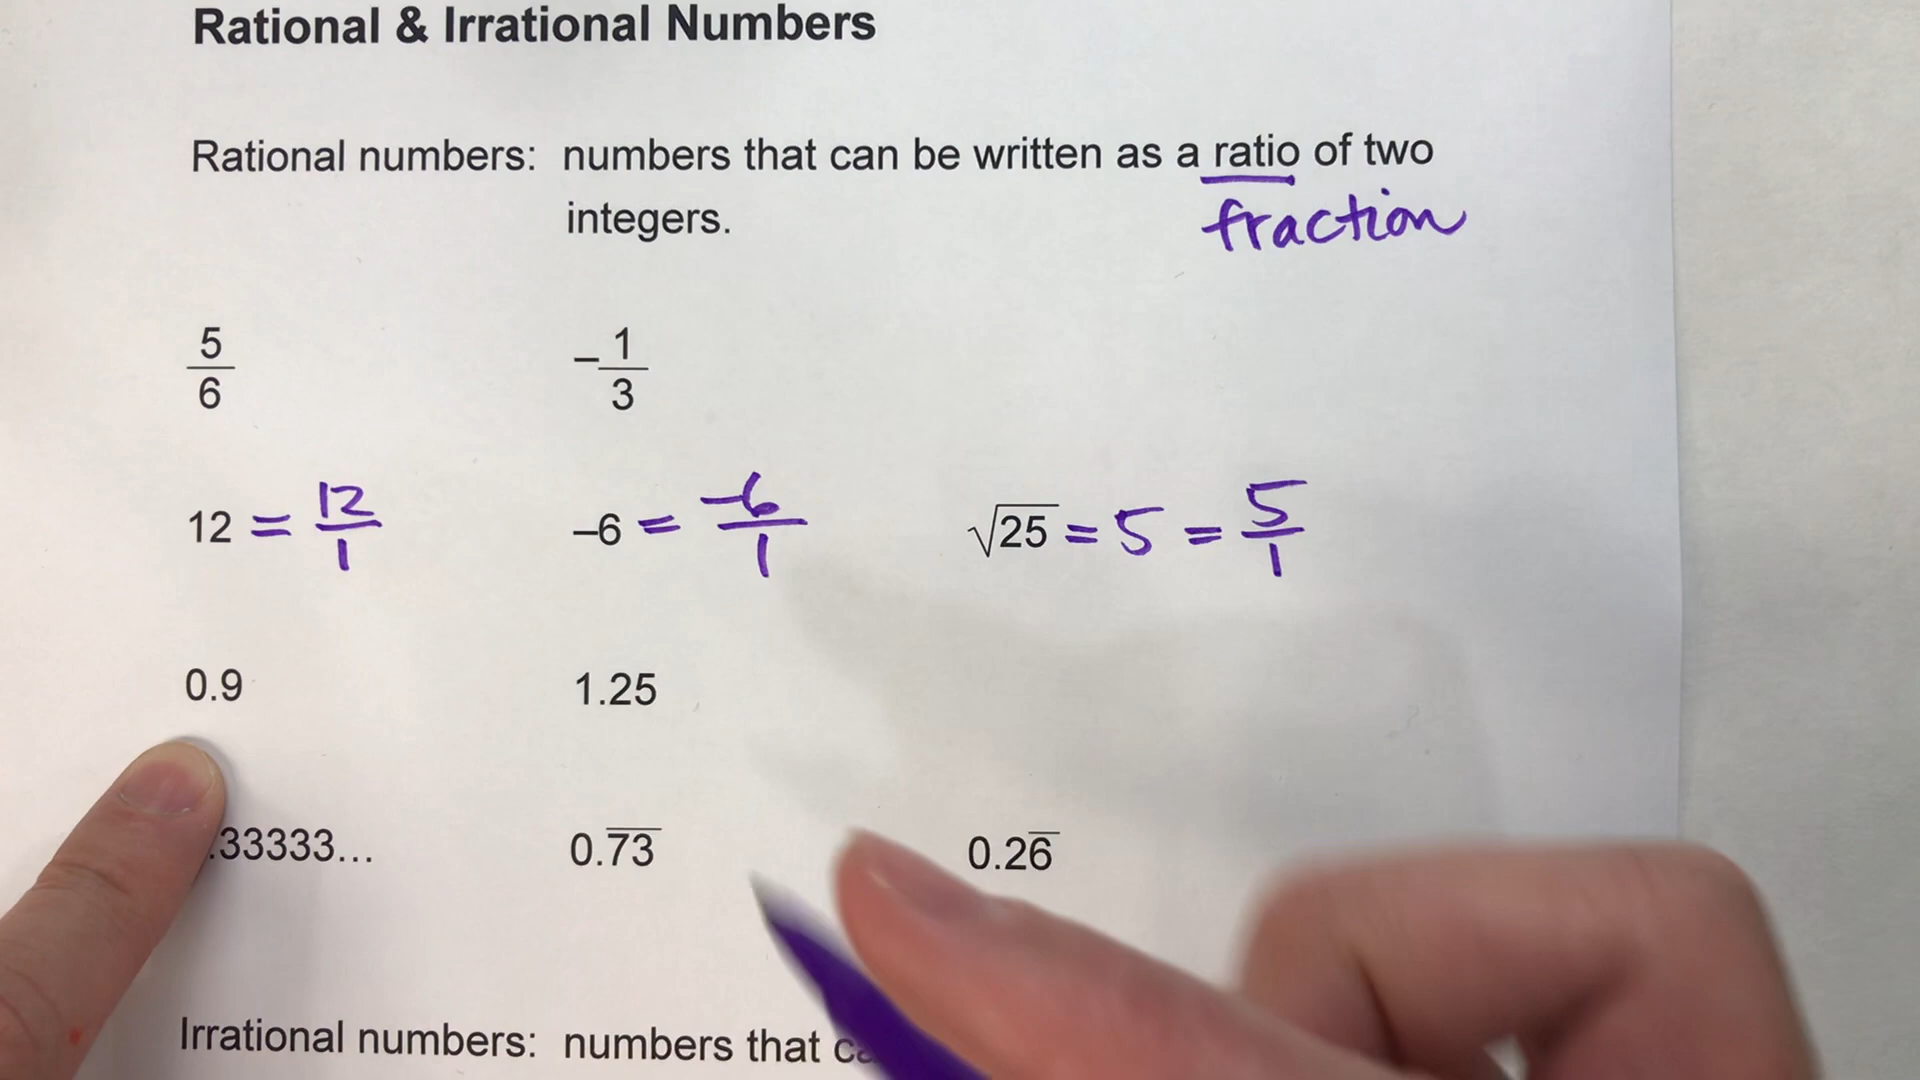 Rational & Irrational Numbers
Rational numbers: numbers that can be written as a ratio of two
integers.
fraction
5/6 -1/3
12 = 12/1 –6 = -6/1 √25 = 5 = 5/1
0.9 1.25
.33333... 0.7̅3̅ 0.26̅
Irrational numbers: numbers that